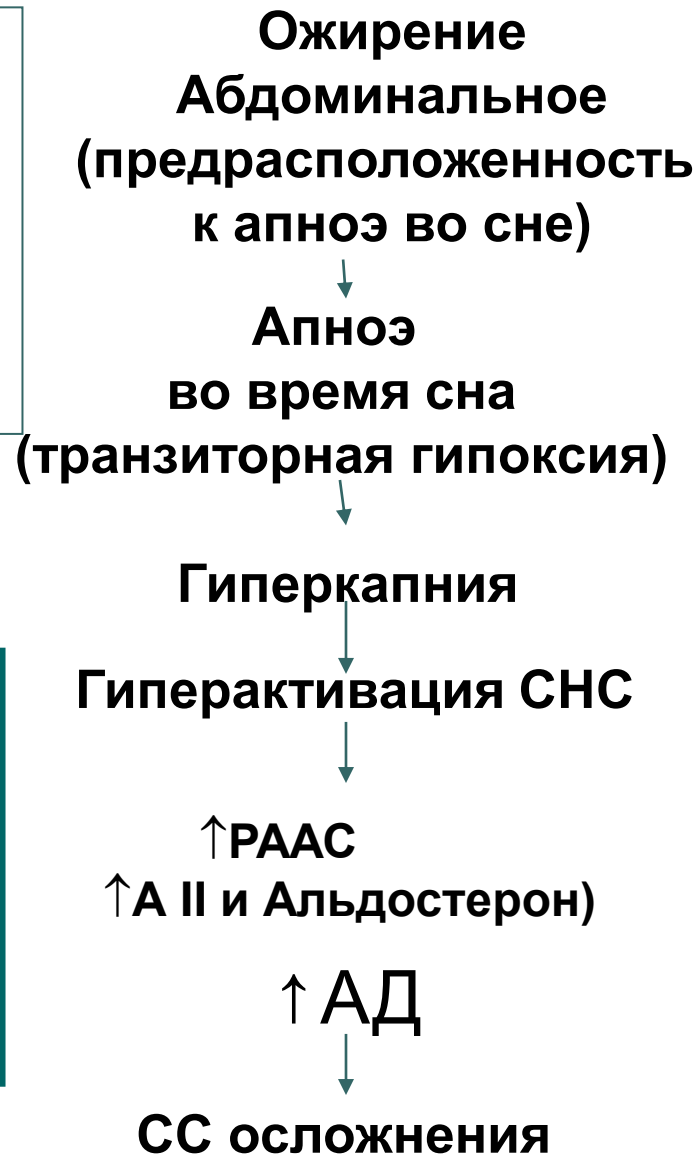 Ожирение
Абдоминальное
(предрасположенность
к апноэ во сне)
Апноэ
во время сна
(транзиторная гипоксия)
Гиперкапния
Гиперактивация СНС
↑РААС
↑А II и Альдостерон)
↑АД
СС осложнения